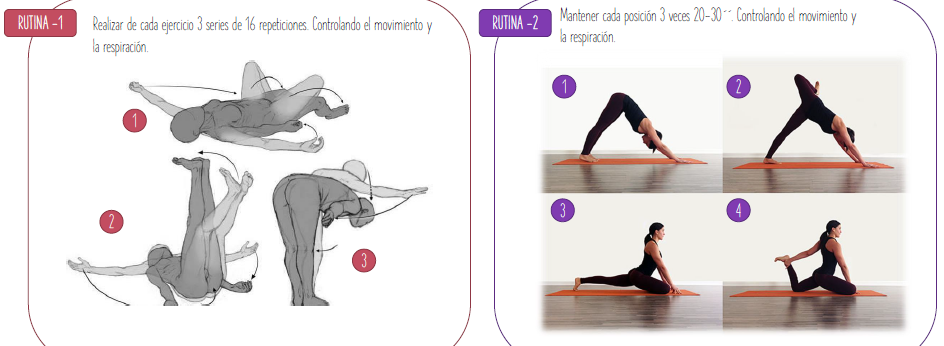 RUTINA -1
Realizar de cada ejercicio 3 series de 16 repeticiones. Controlando el movimiento y
la respiración.
1
2
3
RUTINA -2
Mantener cada posición 3 veces 20-30´´. Controlando el movimiento y
la respiración.
1
2
3
4